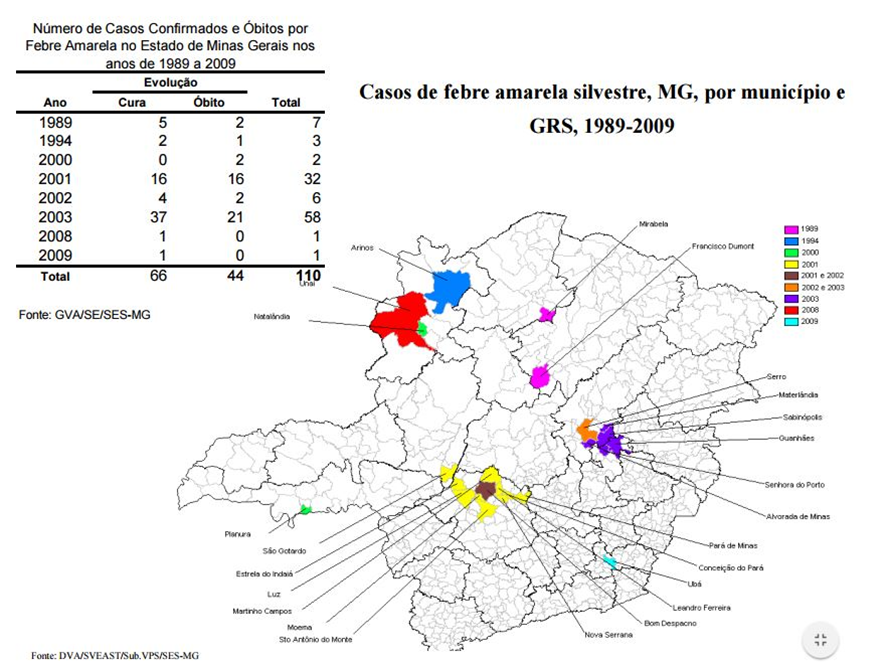 Número de Casos Confirmados e Óbitos por
Febre Amarela no Estado de Minas Gerais nos
anos de 1989 a 2009
Evolução
Ano Cura Óbito Total
1989 5 2 7
1994 2 1 3
2000 0 2 2
2001 16 16 32
2002 4 2 6
2003 37 21 58
2008 1 0 1
2009 1 0 1
Total 66 44 110
Fonte: GVA/SE/SES-MG
Casos de febre amarela silvestre, MG, por município e
GRS, 1989-2009
Mirabela
Francisco Dumont
Arinos
Unaí
Natalândia
1989
1994
2000
2001
2001 e 2002
2002 e 2003
2003
2008
2009
Serro
Materlândia
Sabinópolis
Guanhães
Senhora do Porto
Alvorada de Minas
Planura
São Gotardo
Estrela do Indaiá
Luz
Martinho Campos
Moema
Sto Antônio do Monte
Pará de Minas
Conceição do Pará
Ubá
Leandro Ferreira
Bom Despacno
Nova Serrana
Fonte: DVA/SVEAST/Sub.VPS/SES-MG